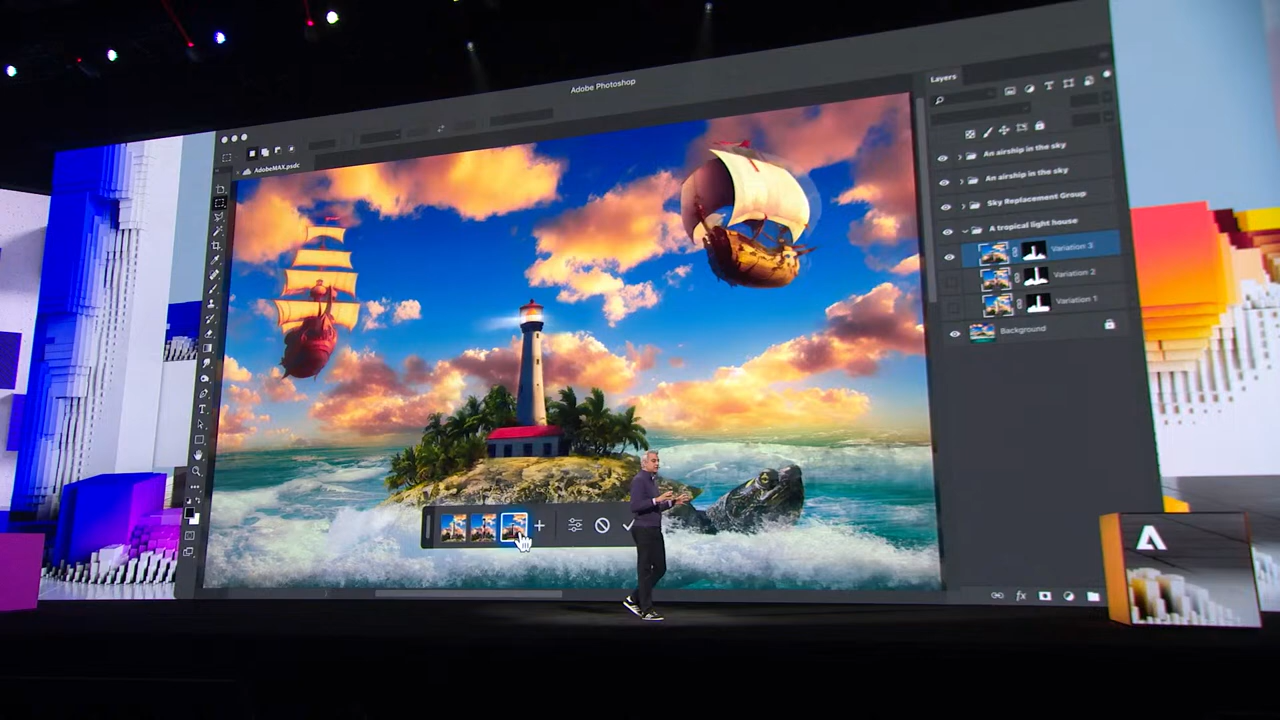 Adobe Photoshop
AdobeMAX.psdc
Layers
An airship in the sky
An airship in the sky
Sky Replacement Group
A tropical light house
Variation 3
Variation 2
Variation 1
Background
fx